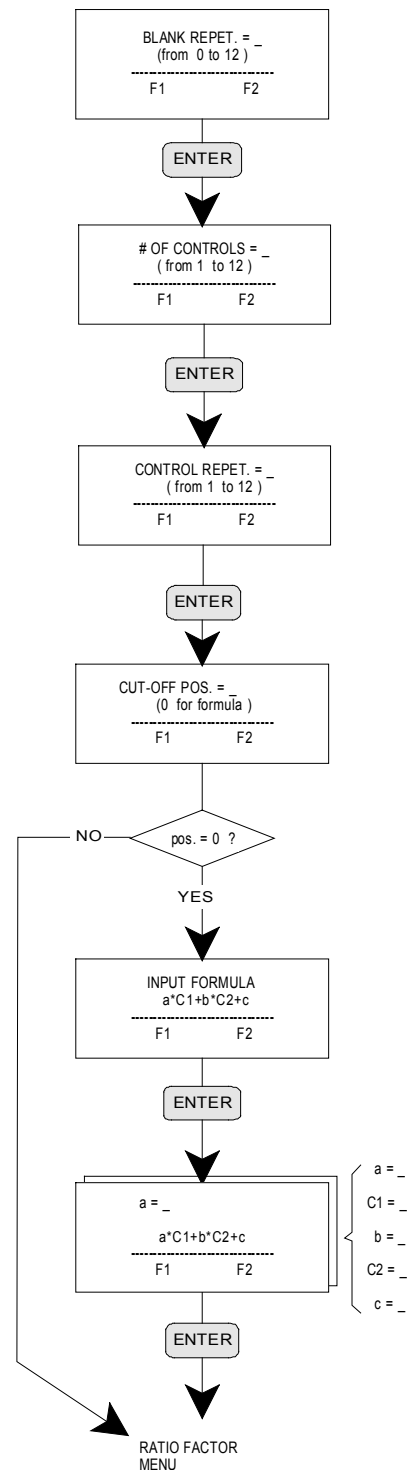 BLANK REPET. = _
(from 0 to 12 )
F1 F2
ENTER
# OF CONTROLS = _
( from 1 to 12 )
F1 F2
ENTER
CONTROL REPET. = _
( from 1 to 12 )
F1 F2
ENTER
CUT-OFF POS. = _
(0 for formula )
F1 F2
NO
pos. = 0 ?
YES
INPUT FORMULA
a*C1+b*C2+c
F1 F2
ENTER
a = _
a*C1+b*C2+c
F1 F2
a = _
C1 = _
b = _
C2 = _
c = _
ENTER
RATIO FACTOR
MENU